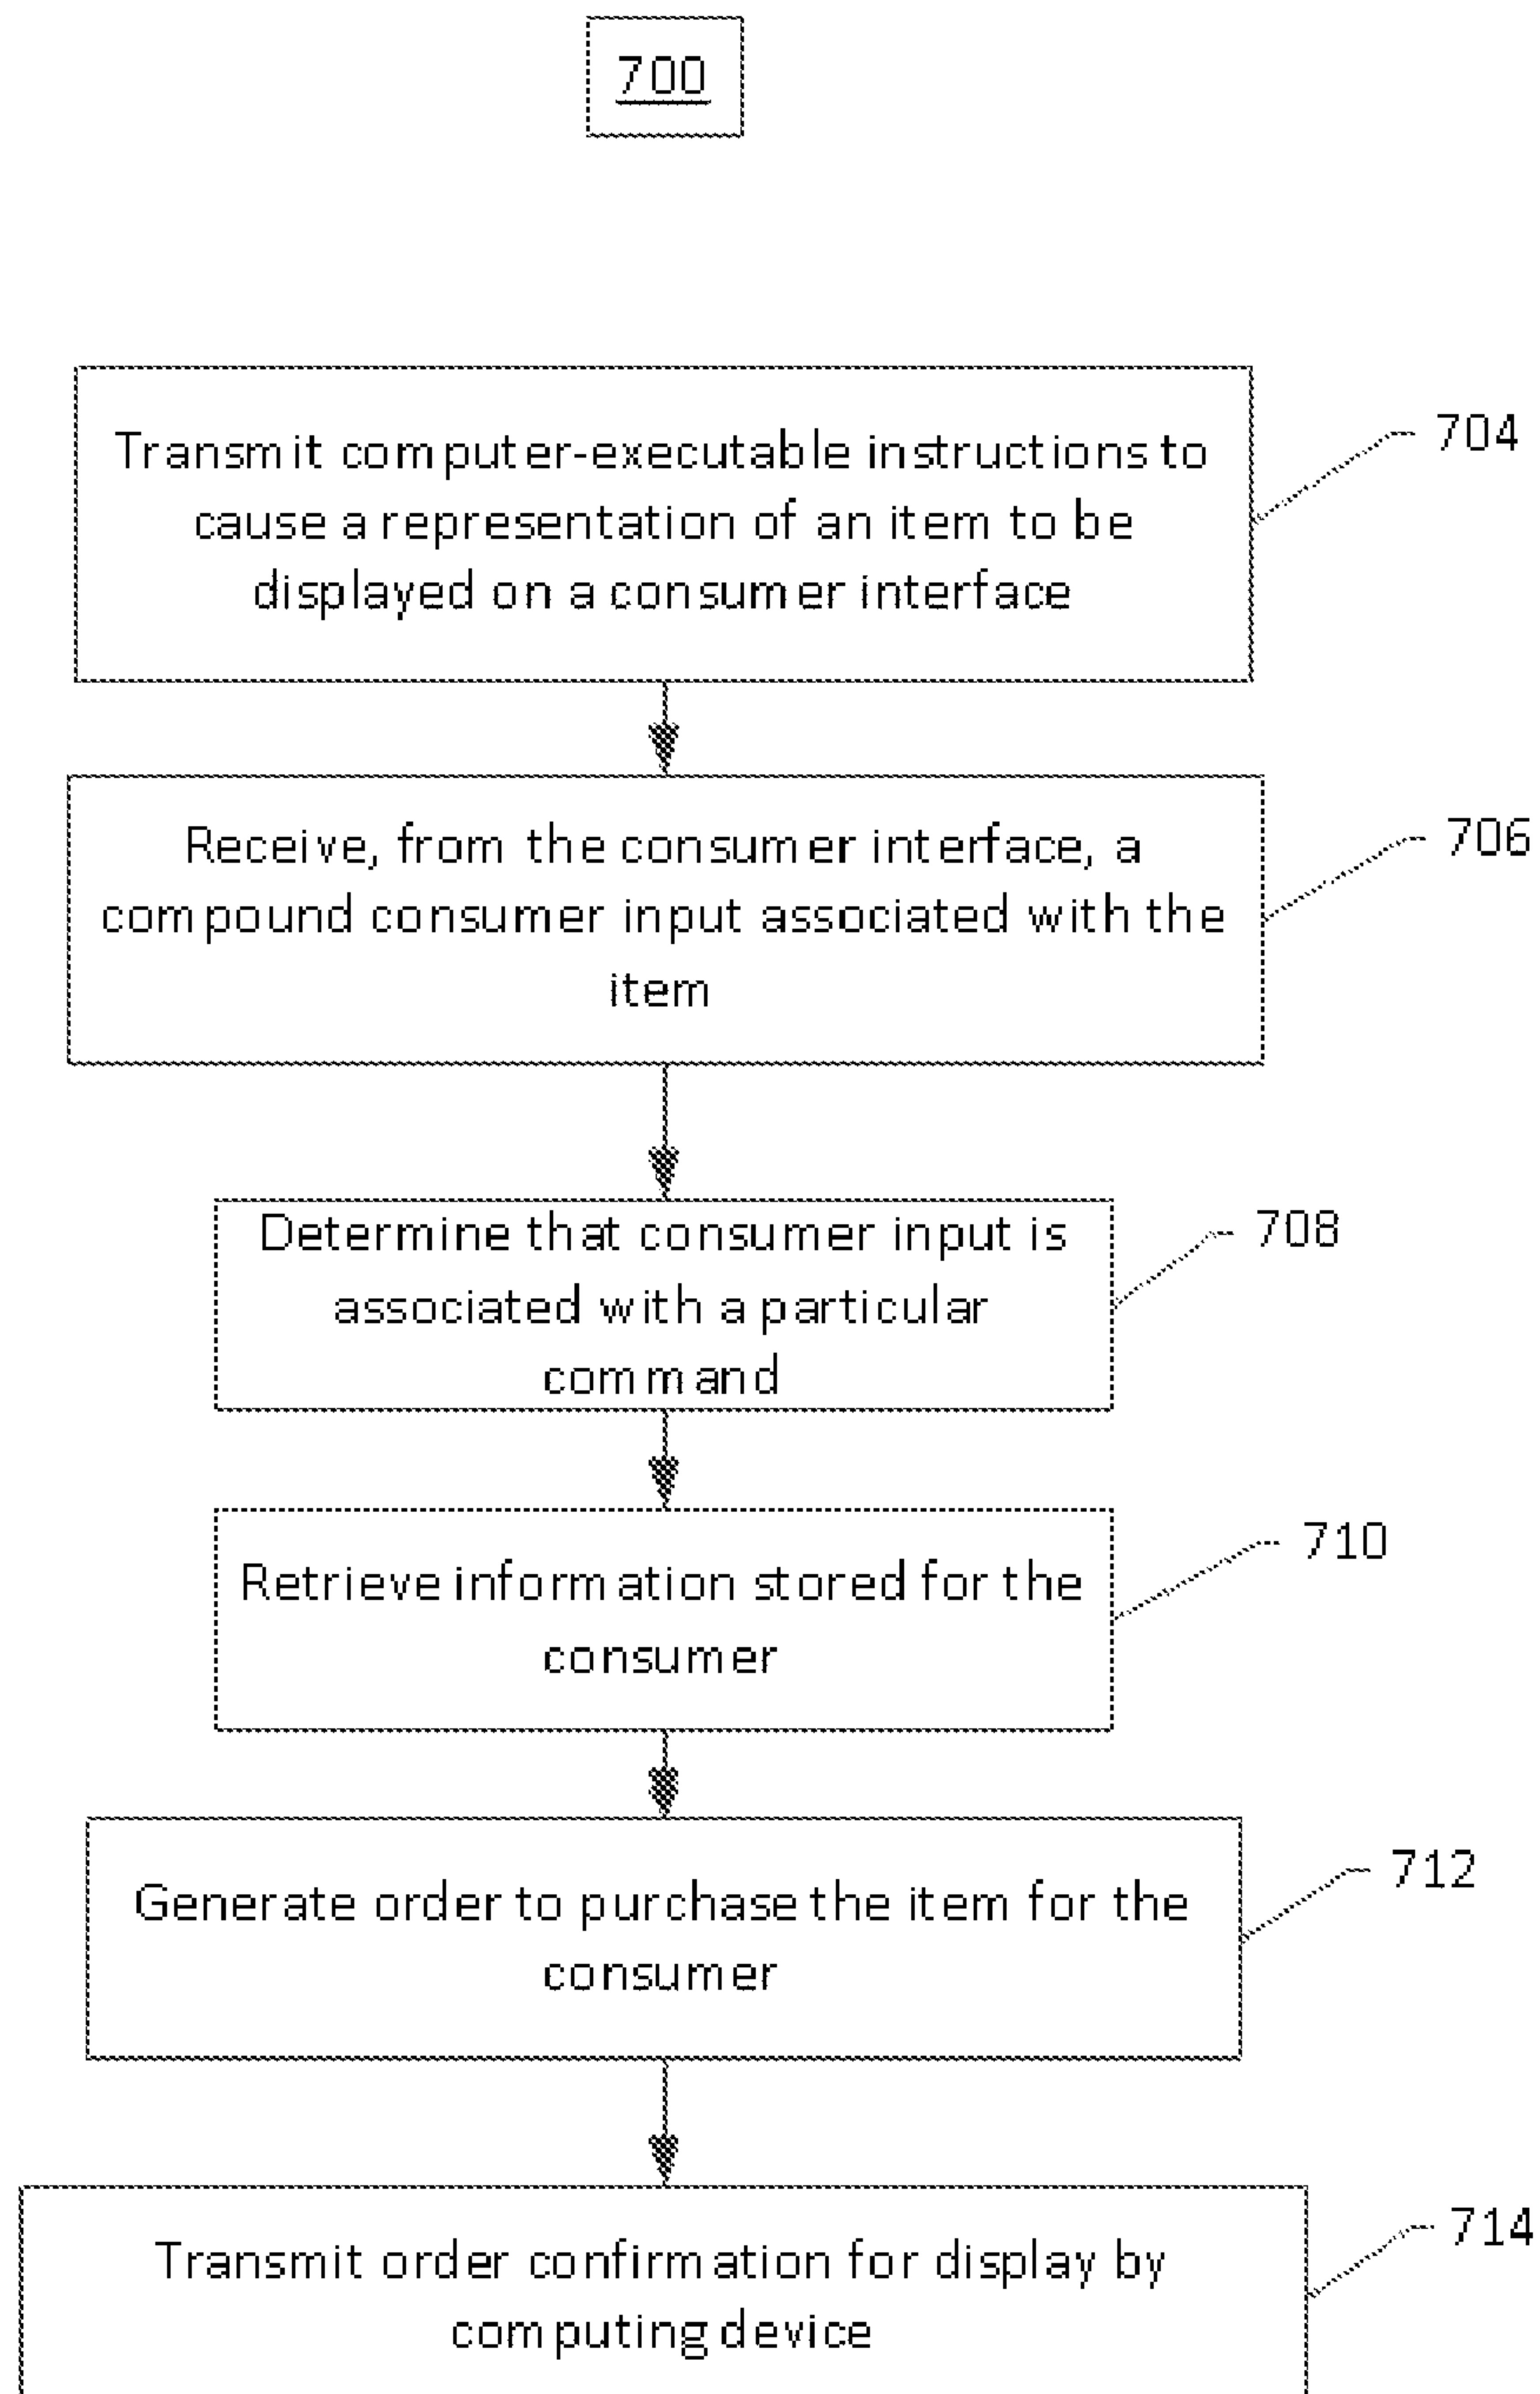 700
Transmit computer-executable instructions to
cause a representation of an item to be
displayed on a consumer interface
704
Receive, from the consumer interface, a
compound consumer input associated with the
item
706
Determine that consumer input is
associated with a particular
command
708
Retrieve information stored for the
consumer
710
Generate order to purchase the item for the
consumer
712
Transmit order confirmation for display by
computing device
714